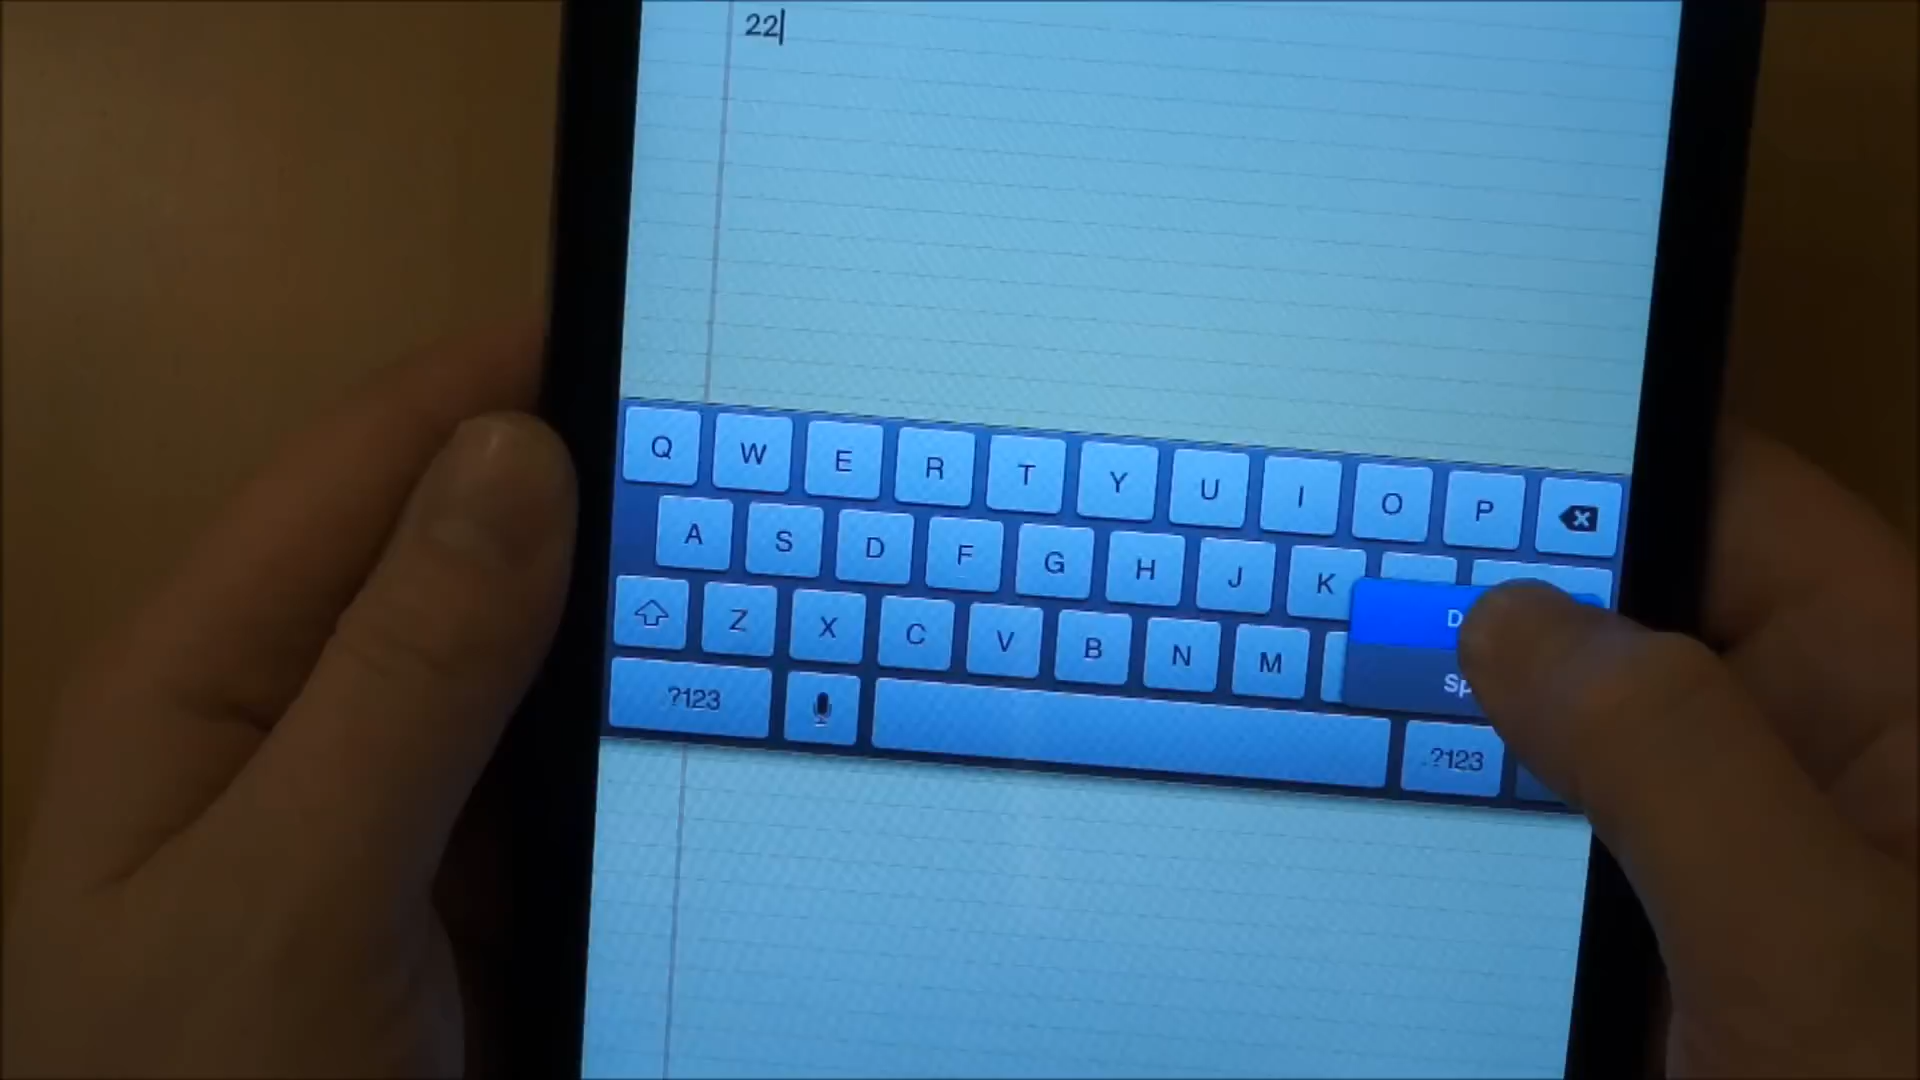 22
Q W E R T Y U I O P
A S D F G H J K
Z X C V B N M
?123 .?123